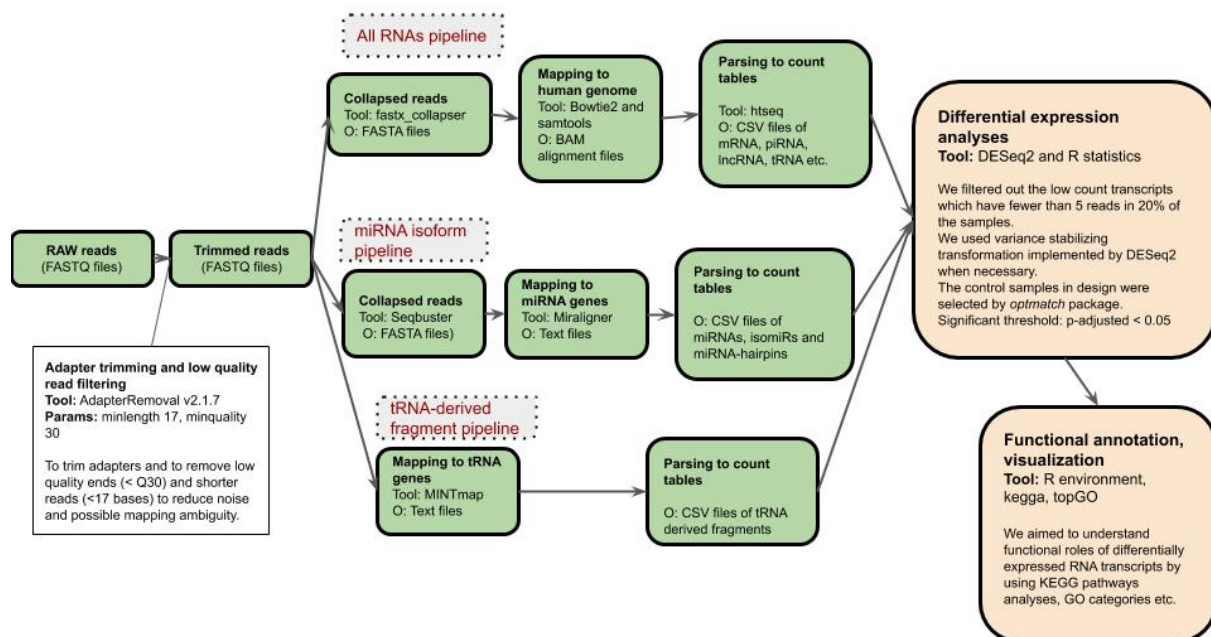 All RNAs pipeline
Collapsed reads
Tool: fastx_collapser
O: FASTA files
Mapping to
human genome
Tool: Bowtie2 and
samtools
O: BAM
alignment files
Parsing to count
tables
Tool: htseq
O: CSV files of
mRNA, piRNA,
lncRNA, tRNA etc.
RAW reads
(FASTQ files)
Trimmed reads
(FASTQ files)
Adapter trimming and low quality
read filtering
Tool: AdapterRemoval v2.1.7
Params: minlength 17, minquality
30
To trim adapters and to remove low
quality ends (< Q30) and shorter
reads (<17 bases) to reduce noise
and possible mapping ambiguity.
miRNA isoform
pipeline
Collapsed reads
Tool: Seqbuster
O: FASTA files)
Mapping to
miRNA genes
Tool: Miraligner
O: Text files
Parsing to count
tables
O: CSV files of
miRNAs, isomiRs and
miRNA-hairpins
tRNA-derived
fragment pipeline
Mapping to tRNA
genes
Tool: MINTmap
O: Text files
Parsing to count
tables
O: CSV files of tRNA
derived fragments
Differential expression
analyses
Tool: DESeq2 and R statistics
We filtered out the low count transcripts
which have fewer than 5 reads in 20% of
the samples.
We used variance stabilizing
transformation implemented by DESeq2
when necessary.
The control samples in design were
selected by optmatch package.
Significant threshold: p-adjusted < 0.05
Functional annotation,
visualization
Tool: R environment,
kegga, topGO
We aimed to understand
functional roles of differentially
expressed RNA transcripts by
using KEGG pathways
analyses, GO categories etc.